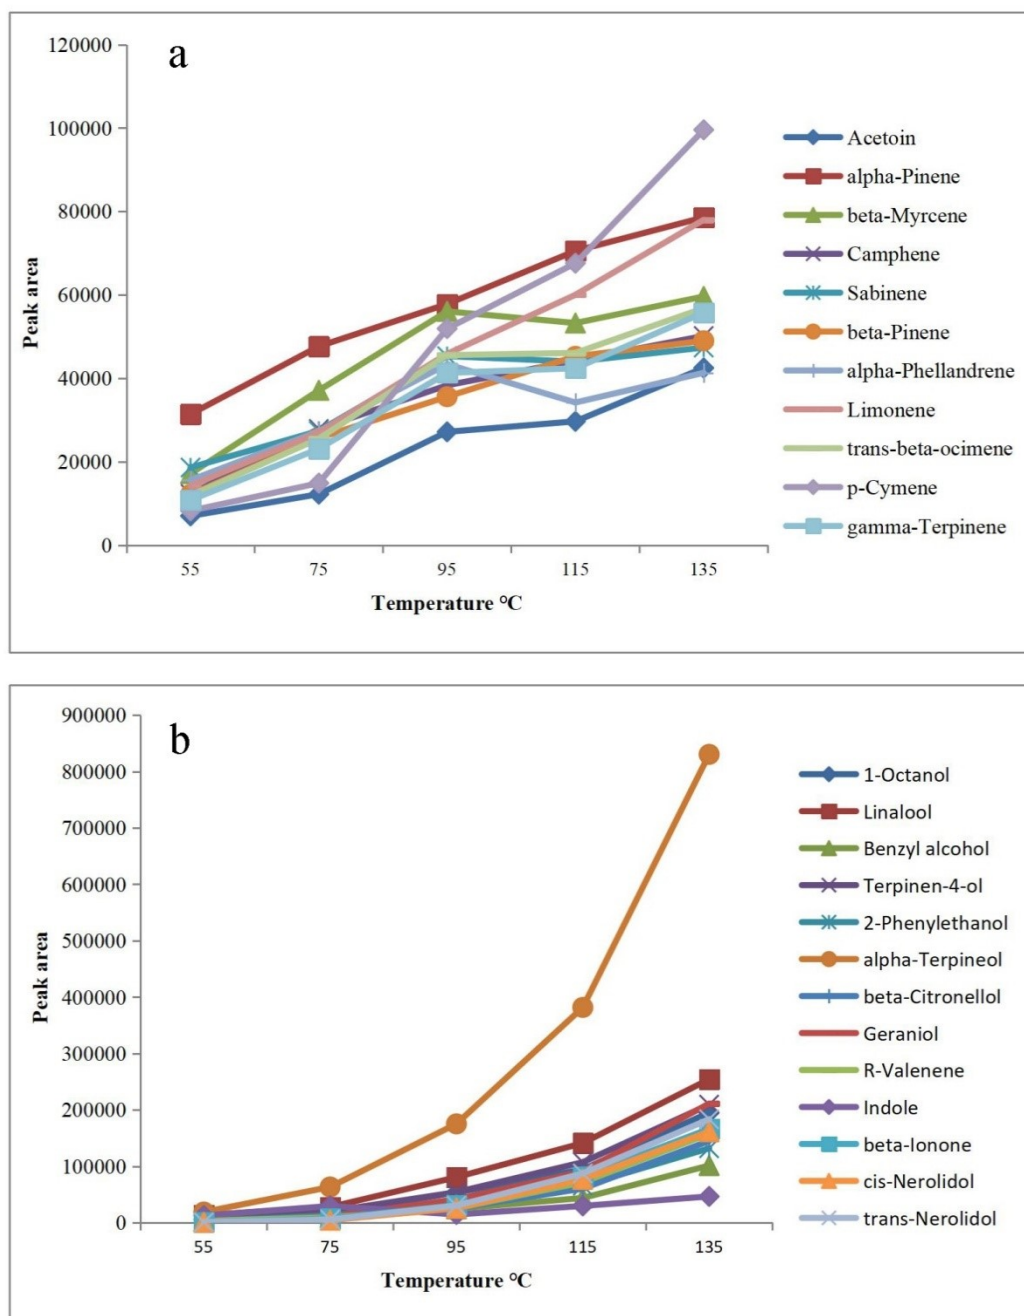 a
120000
100000
80000
60000
40000
20000
0
55 75 95 115 135
Peak area
Temperature °C
Acetoin
alpha-Pinene
beta-Myrcene
Camphene
Sabinene
beta-Pinene
alpha-Phellandrene
Limonene
trans-beta-ocimene
p-Cymene
gamma-Terpinene
b
900000
800000
700000
600000
500000
400000
300000
200000
100000
0
55 75 95 115 135
Peak area
Temperature °C
1-Octanol
Linalool
Benzyl alcohol
Terpinen-4-ol
2-Phenylethanol
alpha-Terpineol
beta-Citronellol
Geraniol
R-Valenene
Indole
beta-Ionone
cis-Nerolidol
trans-Nerolidol